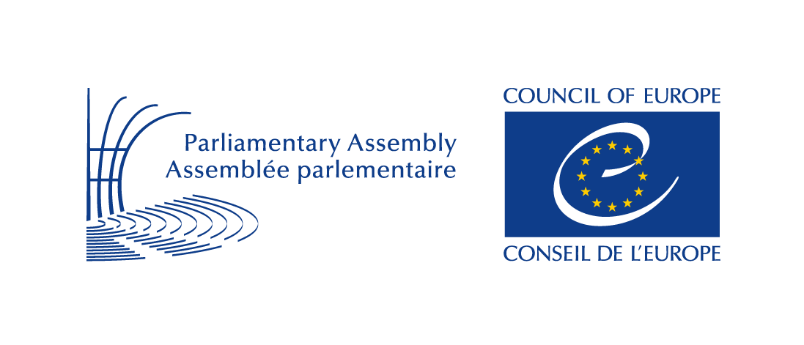 Parliamentary Assembly
Assemblée parlementaire
COUNCIL OF EUROPE
CONSEIL DE L'EUROPE